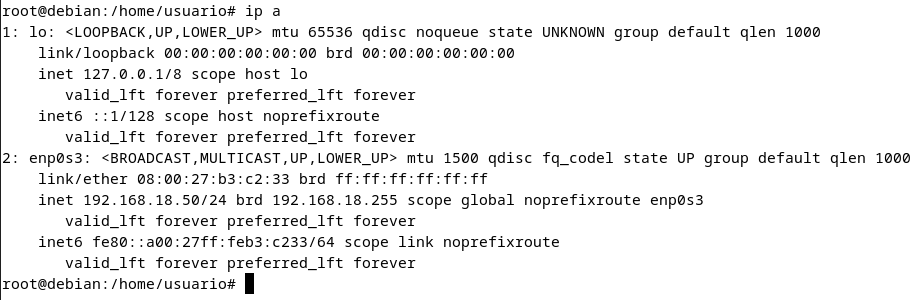 root@debian:/home/usuario# ip a
1: lo: <LOOPBACK,UP,LOWER_UP> mtu 65536 qdisc noqueue state UNKNOWN group default qlen 1000
    link/loopback 00:00:00:00:00:00 brd 00:00:00:00:00:00
    inet 127.0.0.1/8 scope host lo
       valid_lft forever preferred_lft forever
    inet6 ::1/128 scope host noprefixroute
       valid_lft forever preferred_lft forever
2: enp0s3: <BROADCAST,MULTICAST,UP,LOWER_UP> mtu 1500 qdisc fq_codel state UP group default qlen 1000
    link/ether 08:00:27:b3:c2:33 brd ff:ff:ff:ff:ff:ff
    inet 192.168.18.50/24 brd 192.168.18.255 scope global noprefixroute enp0s3
       valid_lft forever preferred_lft forever
    inet6 fe80::a00:27ff:feb3:c233/64 scope link noprefixroute
       valid_lft forever preferred_lft forever
root@debian:/home/usuario#